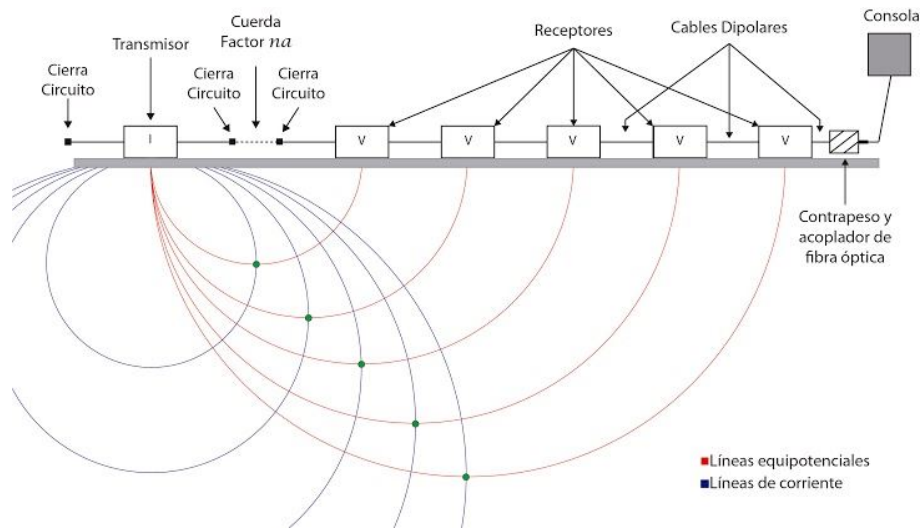 Consola
Cuerda
Factor na
Transmisor
Receptores
Cables Dipolares
Cierra
Circuito
Cierra
Circuito
Cierra
Circuito
I
V
V
V
V
V
Contrapeso y
acoplador de
fibra óptica
Líneas equipotenciales
Líneas de corriente